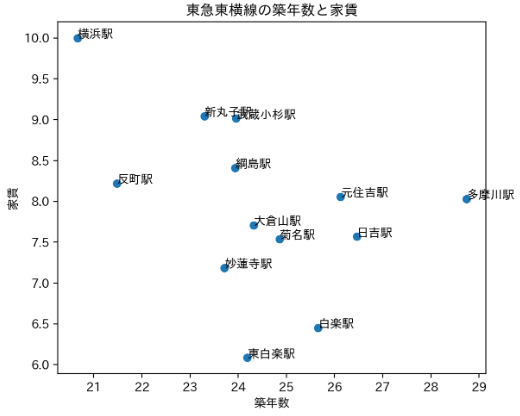 東急東横線の築年数と家賃
10.0
横浜駅
9.5
9.0
新丸子駅
武蔵小杉駅
8.5
綱島駅
反町駅
元住吉駅
多摩川駅
8.0
大倉山駅
菊名駅
日吉駅
7.5
妙蓮寺駅
7.0
6.5
白楽駅
東白楽駅
6.0
家賃
21 22 23 24 25 26 27 28 29
築年数